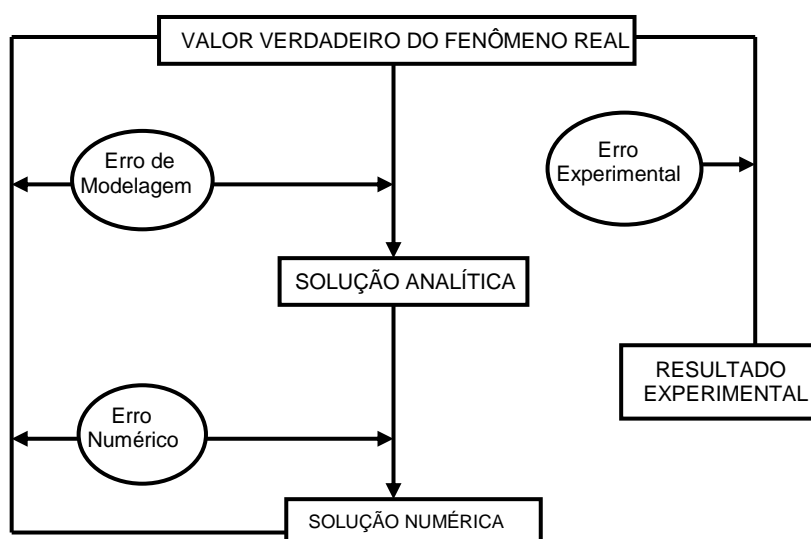 VALOR VERDADEIRO DO FENÔMENO REAL
Erro de
Modelagem
Erro
Experimental
SOLUÇÃO ANALÍTICA
RESULTADO
EXPERIMENTAL
Erro
Numérico
SOLUÇÃO NUMÉRICA